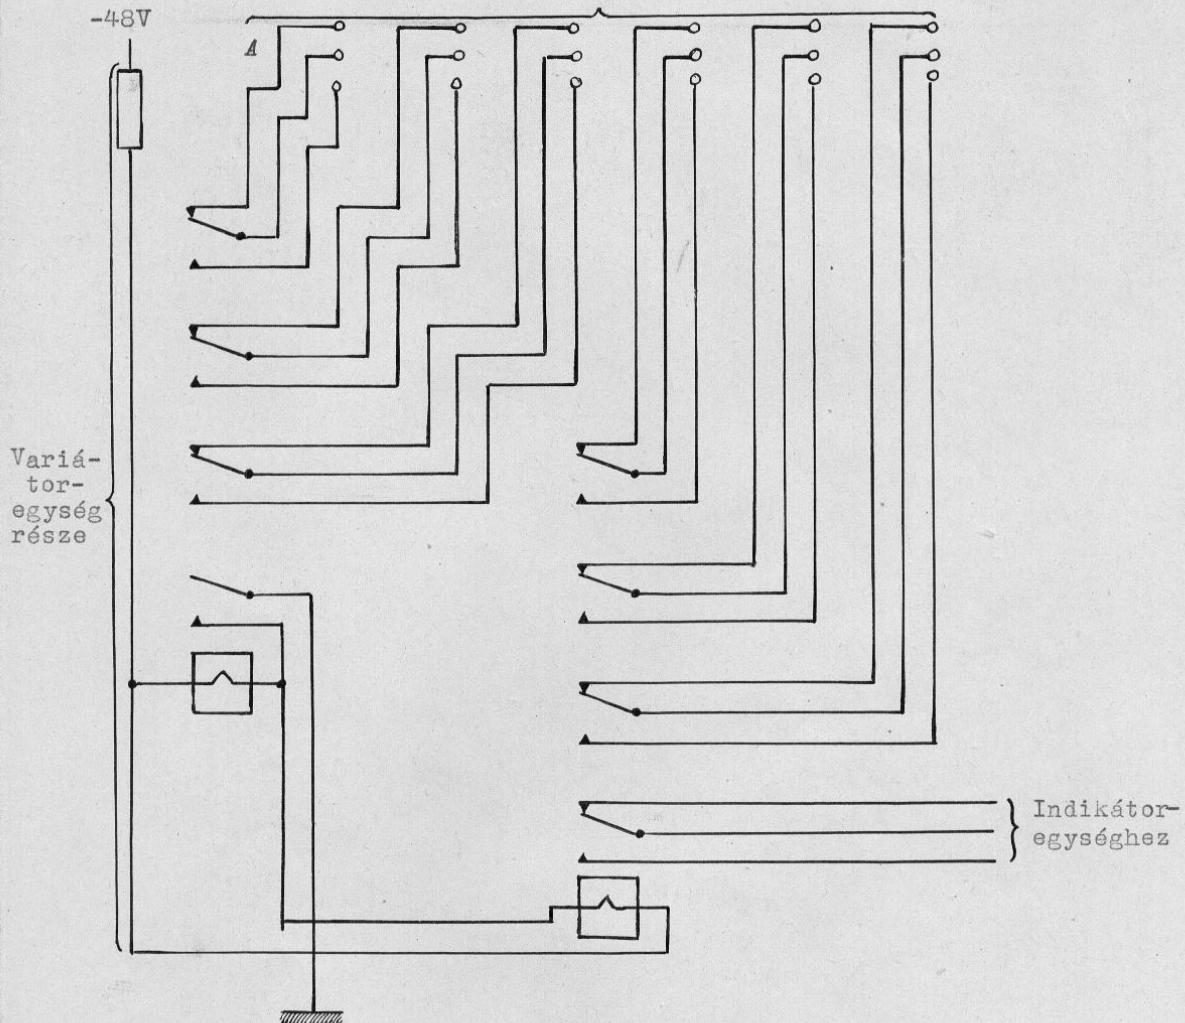 -48V
A
Variá-
tor-
egység
része
Indikátor-
egységhez